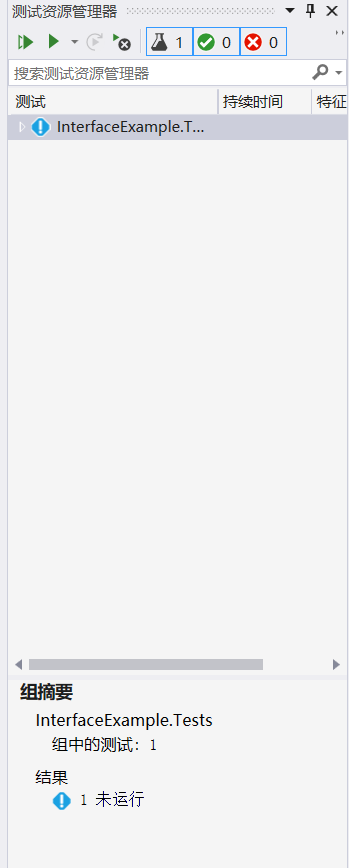 测试资源管理器
1 0 0
搜索测试资源管理器
测试 持续时间 特征
InterfaceExample.T...
组摘要
InterfaceExample.Tests
组中的测试: 1
结果
1 未运行